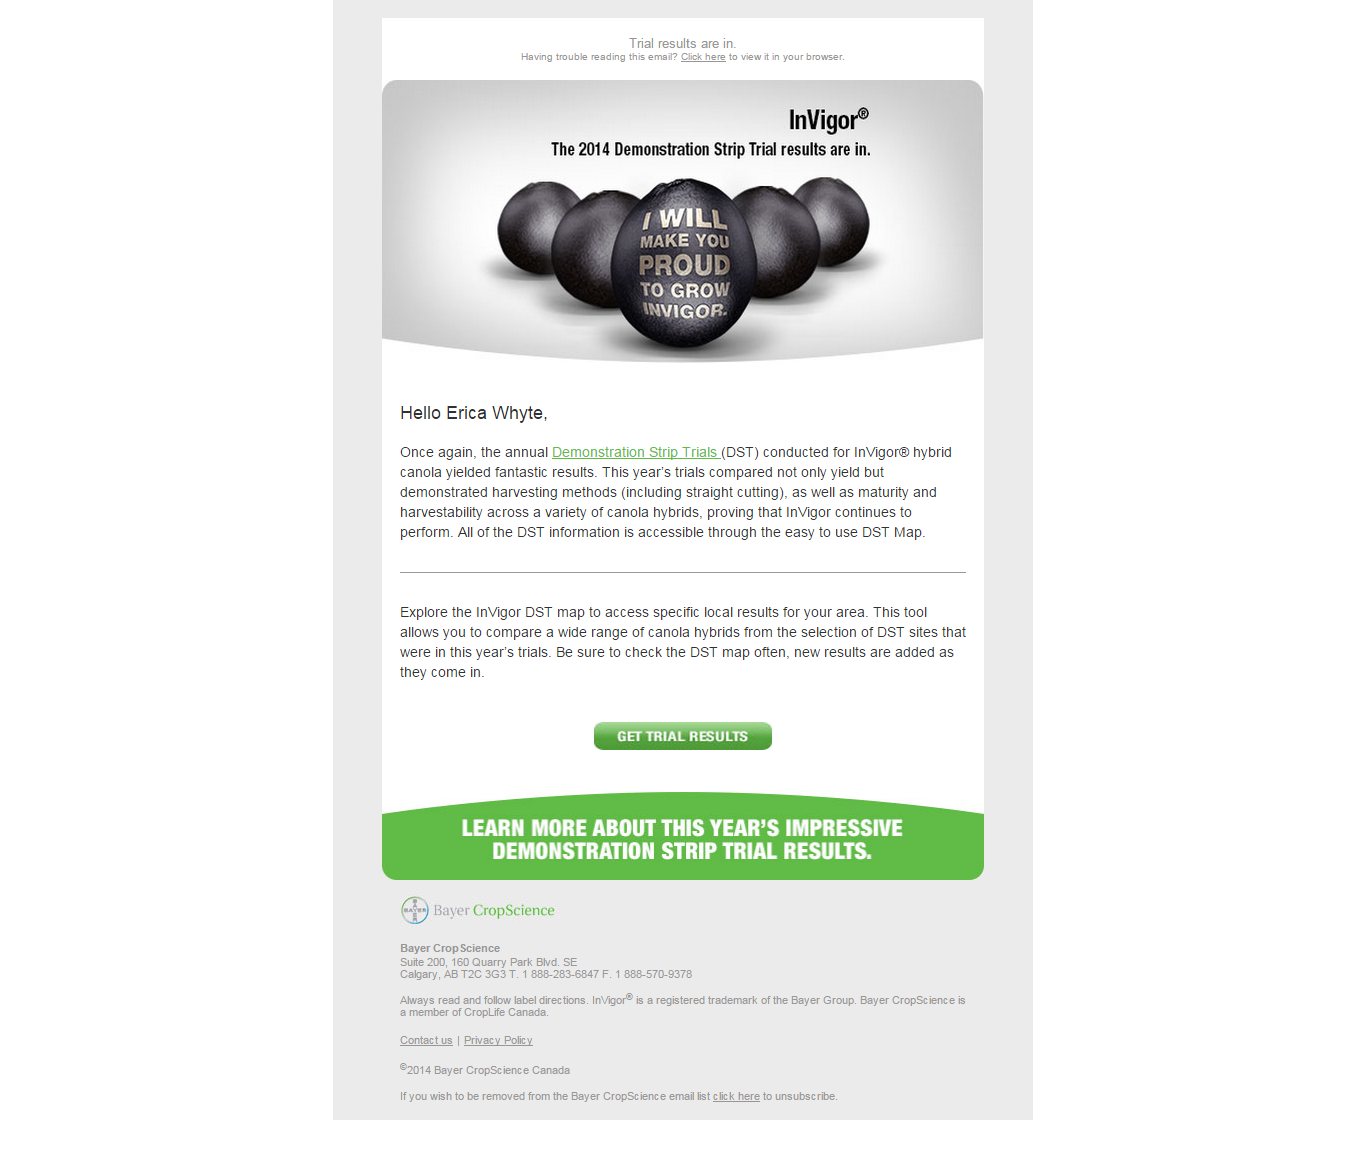 Trial results are in.
Having trouble reading this email? Click here to view it in your browser.
InVigor®
The 2014 Demonstration Strip Trial results are in.
I WILL
MAKE YOU
PROUD
TO GROW
INVIGOR.
Hello Erica Whyte,
Once again, the annual Demonstration Strip Trials (DST) conducted for InVigor® hybrid
canola yielded fantastic results. This year’s trials compared not only yield but
demonstrated harvesting methods (including straight cutting), as well as maturity and
harvestability across a variety of canola hybrids, proving that InVigor continues to
perform. All of the DST information is accessible through the easy to use DST Map.
Explore the InVigor DST map to access specific local results for your area. This tool
allows you to compare a wide range of canola hybrids from the selection of DST sites that
were in this year’s trials. Be sure to check the DST map often, new results are added as
they come in.
GET TRIAL RESULTS
LEARN MORE ABOUT THIS YEAR’S IMPRESSIVE
DEMONSTRATION STRIP TRIAL RESULTS.
BAYER Bayer CropScience
Bayer CropScience
Suite 200, 160 Quarry Park Blvd. SE
Calgary, AB T2C 3G3 T. 1 888-283-6847 F. 1 888-570-9378
Always read and follow label directions. InVigor® is a registered trademark of the Bayer Group. Bayer CropScience is
a member of CropLife Canada.
Contact us | Privacy Policy
©2014 Bayer CropScience Canada
If you wish to be removed from the Bayer CropScience email list click here to unsubscribe.